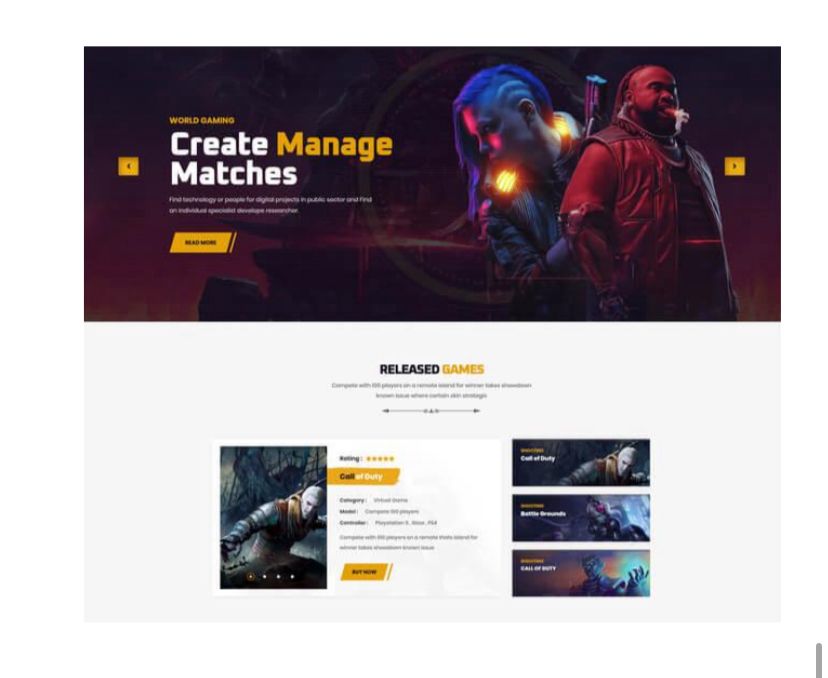 WORLD GAMING
Create Manage
Matches
Find technology or people for digital projects in public sector and Find
an individual specialist develope researcher.
READ MORE
RELEASED GAMES
Compete with 100 players on a remote island for winner takes showdown
known issue where certain skin strategic
Rating :
Call of Duty
Category : Virtual Game
Model : Compete 100 players
Controller : Playstation 5 , Xbox , PS4
Compete with 100 players on a remote thats island for
winner takes showdown known issue
BUY NOW
SHOOTING
Call of Duty
SHOOTING
Battle Grounds
SHOOTING
CALL OF DUTY